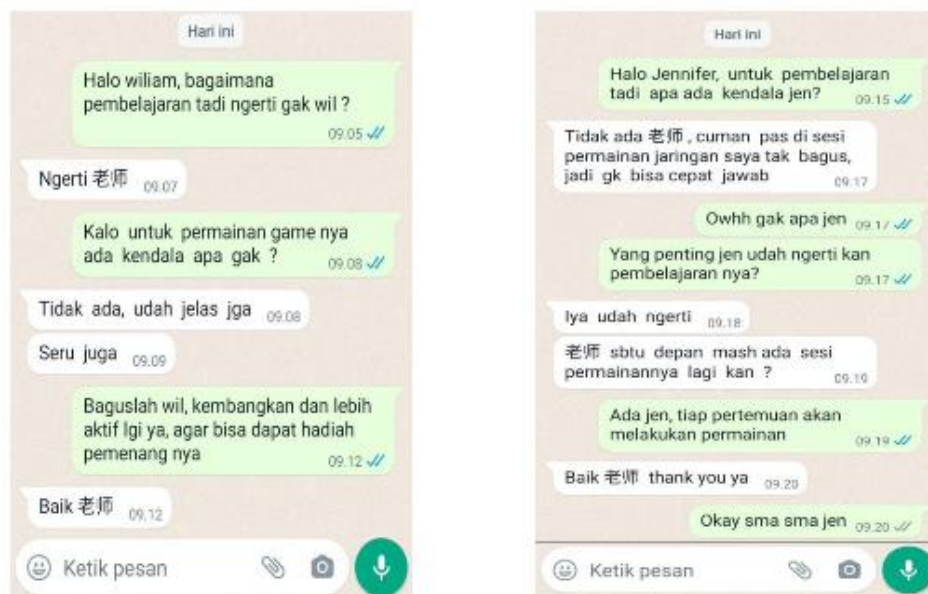 Hari ini
Halo wiliam, bagaimana
pembelajaran tadi ngerti gak wil ?
09.05
Ngerti 老师 09.07
Kalo untuk permainan game nya
ada kendala apa gak ? 09.08
Tidak ada, udah jelas jga 09.08
Seru juga 09.09
Baguslah wil, kembangkan dan lebih
aktif lgi ya, agar bisa dapat hadiah
pemenang nya 09.12
Baik 老师 09.12
Ketik pesan
Hari ini
Halo Jennifer, untuk pembelajaran
tadi apa ada kendala jen? 09.15
Tidak ada 老师 , cuman pas di sesi
permainan jaringan saya tak bagus,
jadi gk bisa cepat jawab 09.17
Owhh gak apa jen 09.17
Yang penting jen udah ngerti kan
pembelajaran nya? 09.17
Iya udah ngerti 09.18
老师 sbtu depan mash ada sesi
permainannya lagi kan ? 09.19
Ada jen, tiap pertemuan akan
melakukan permainan 09.19
Baik 老师 thank you ya 09.20
Okay sma sma jen 09.20
Ketik pesan